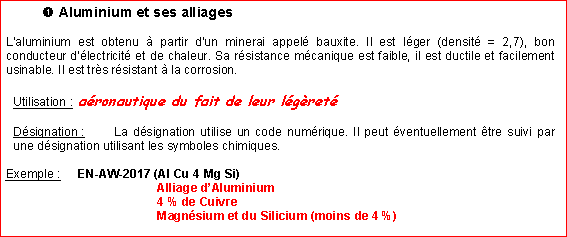 ❶ Aluminium et ses alliages
L'aluminium est obtenu à partir d'un minerai appelé bauxite. Il est léger (densité = 2,7), bon
conducteur d'électricité et de chaleur. Sa résistance mécanique est faible, il est ductile et facilement
usinable. Il est très résistant à la corrosion.
Utilisation : aéronautique du fait de leur légèreté
Désignation : La désignation utilise un code numérique. Il peut éventuellement être suivi par
une désignation utilisant les symboles chimiques.
Exemple : EN-AW-2017 (Al Cu 4 Mg Si)
Alliage d'Aluminium
4 % de Cuivre
Magnésium et du Silicium (moins de 4 %)